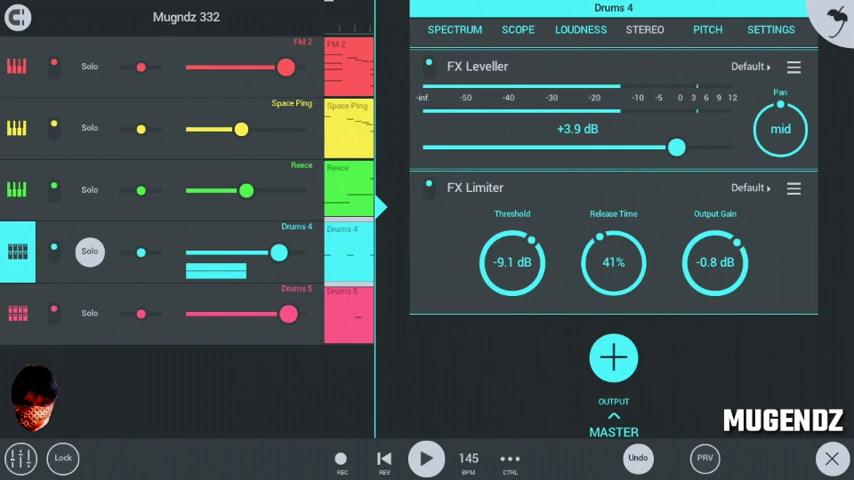 Mugndz 332
Drums 4
SPECTRUM SCOPE LOUDNESS STEREO PITCH SETTINGS
FM 2
Solo
FM 2
Space Ping
Solo
Space Ping
Reece
Solo
Reece
Drums 4
Solo
Drums 4
Drums 5
Solo
Drums 5
FX Leveller
Default
-inf. -50 -40 -30 -20 -10 -5 0 3 6 9 12
+3.9 dB
Pan
mid
FX Limiter
Default
Threshold Release Time Output Gain
-9.1 dB 41% -0.8 dB
OUTPUT
MASTER
MUGENDZ
Lock
REC
REV
145
BPM
CTRL
Undo
PRV